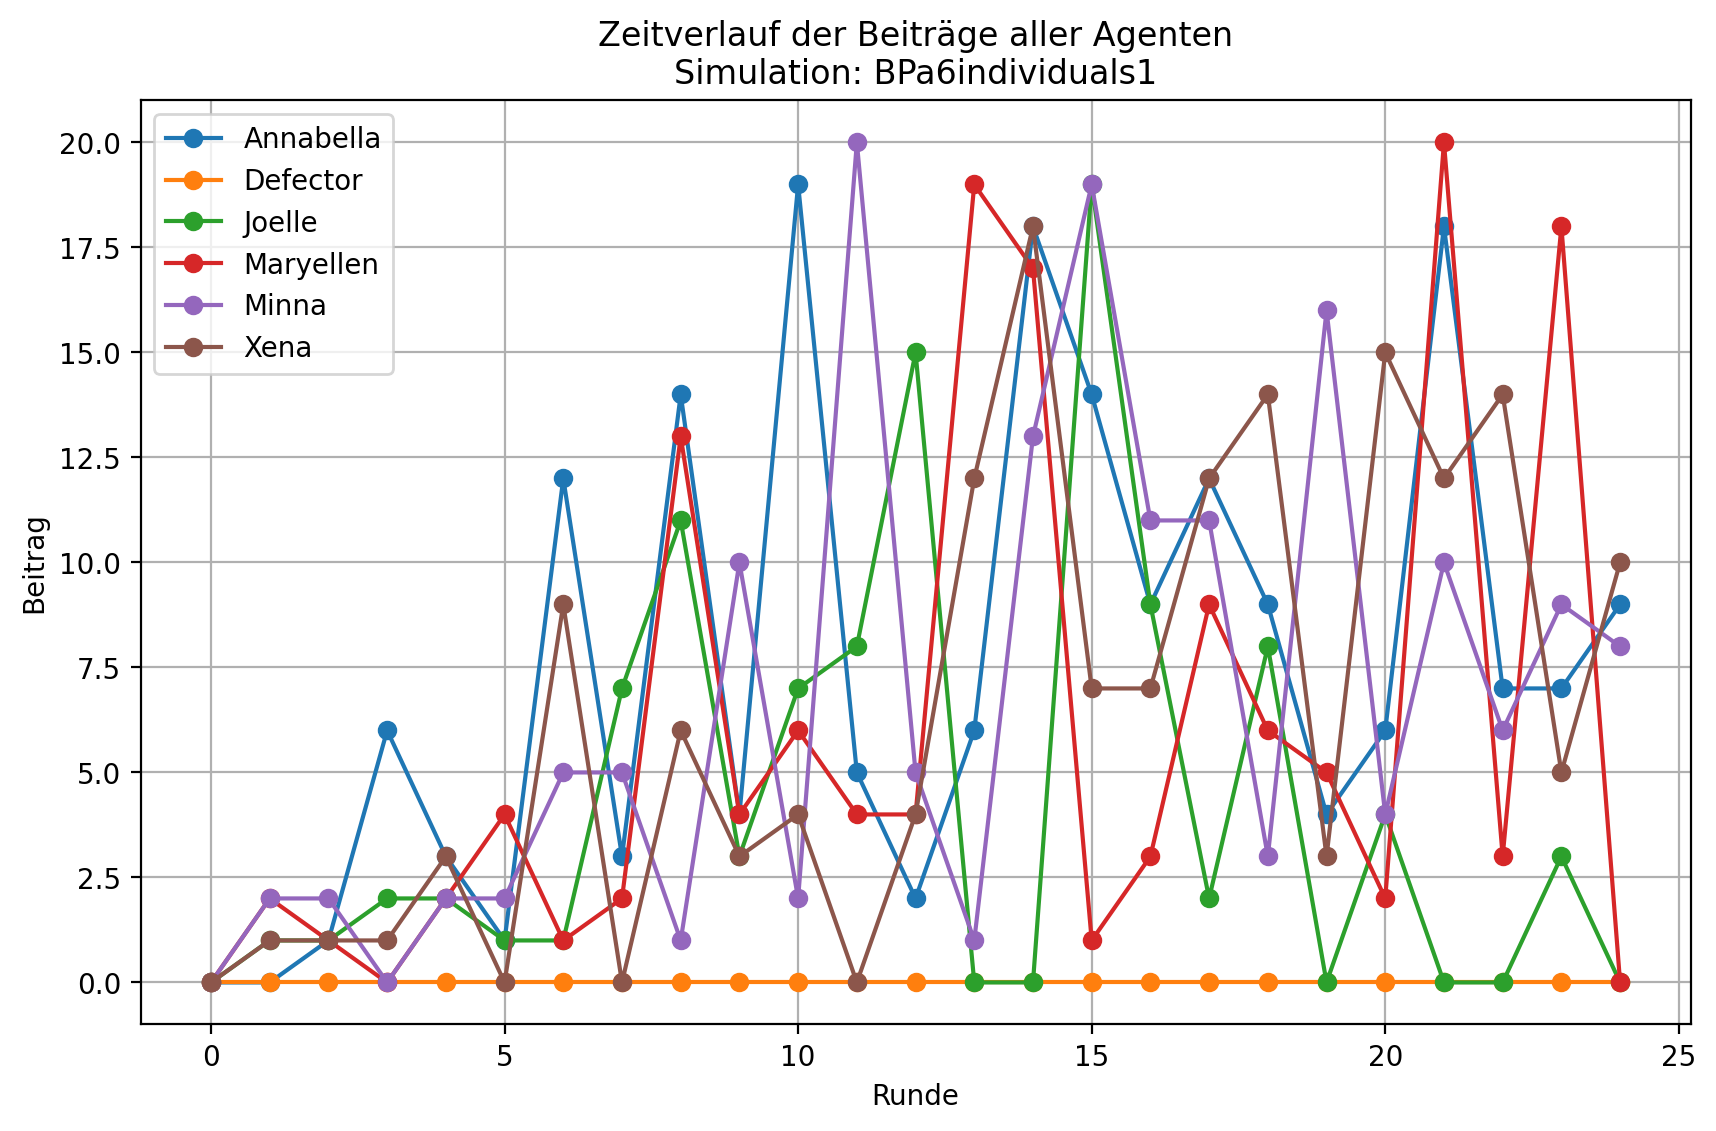 Zeitverlauf der Beiträge aller Agenten
Simulation: BPa6individuals1
Annabella
Defector
Joelle
Maryellen
Minna
Xena
Beitrag
20.0
17.5
15.0
12.5
10.0
7.5
5.0
2.5
0.0
0 5 10 15 20 25
Runde